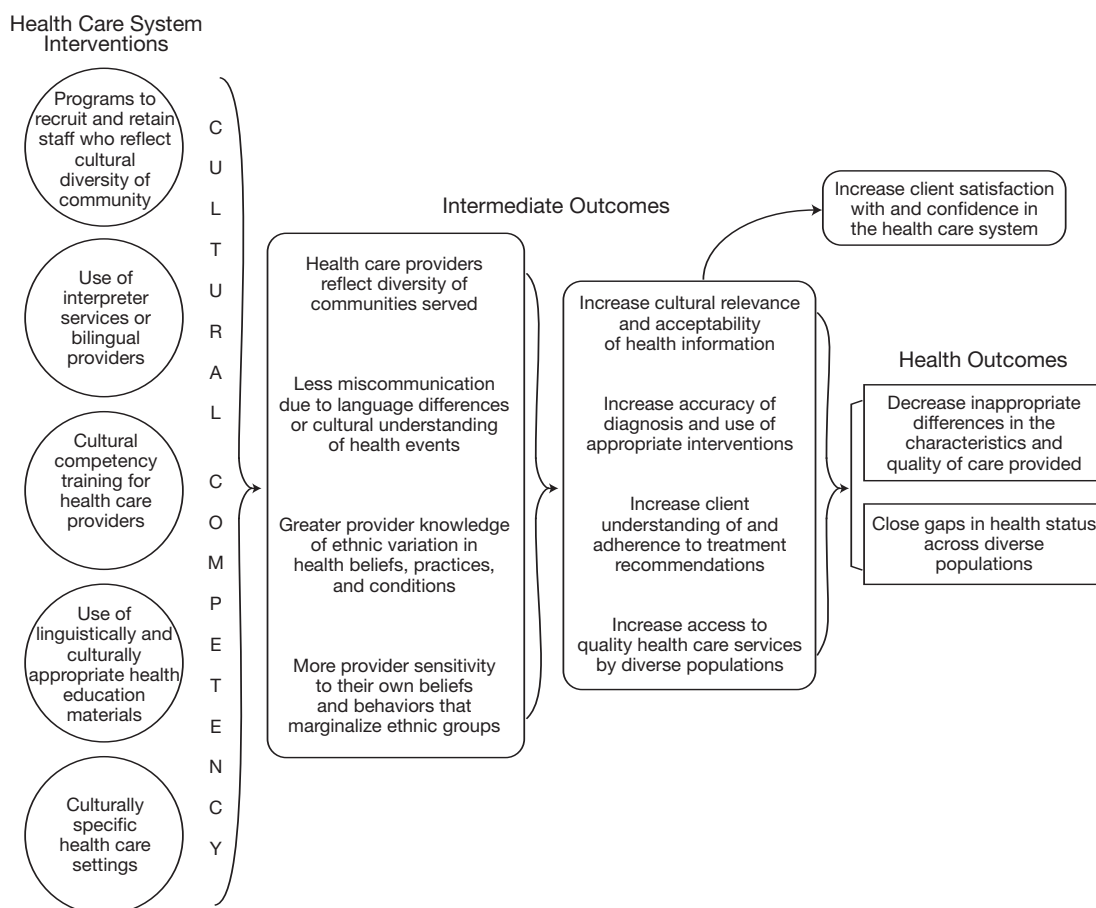 Health Care System
Interventions
Programs to
recruit and retain
staff who reflect
cultural
diversity of
community
Use of
interpreter
services or
bilingual
providers
Cultural
competency
training for
health care
providers
Use of
linguistically and
culturally
appropriate health
education
materials
Culturally
specific
health care
settings
C
U
L
T
U
R
A
L
C
O
M
P
E
T
E
N
C
Y
Intermediate Outcomes
Health care providers
reflect diversity of
communities served
Less miscommunication
due to language differences
or cultural understanding
of health events
Greater provider knowledge
of ethnic variation in
health beliefs, practices,
and conditions
More provider sensitivity
to their own beliefs
and behaviors that
marginalize ethnic groups
Increase cultural relevance
and acceptability
of health information
Increase accuracy of
diagnosis and use of
appropriate interventions
Increase client
understanding of and
adherence to treatment
recommendations
Increase access to
quality health care services
by diverse populations
Increase client satisfaction
with and confidence in
the health care system
Health Outcomes
Decrease inappropriate
differences in the
characteristics and
quality of care provided
Close gaps in health status
across diverse
populations